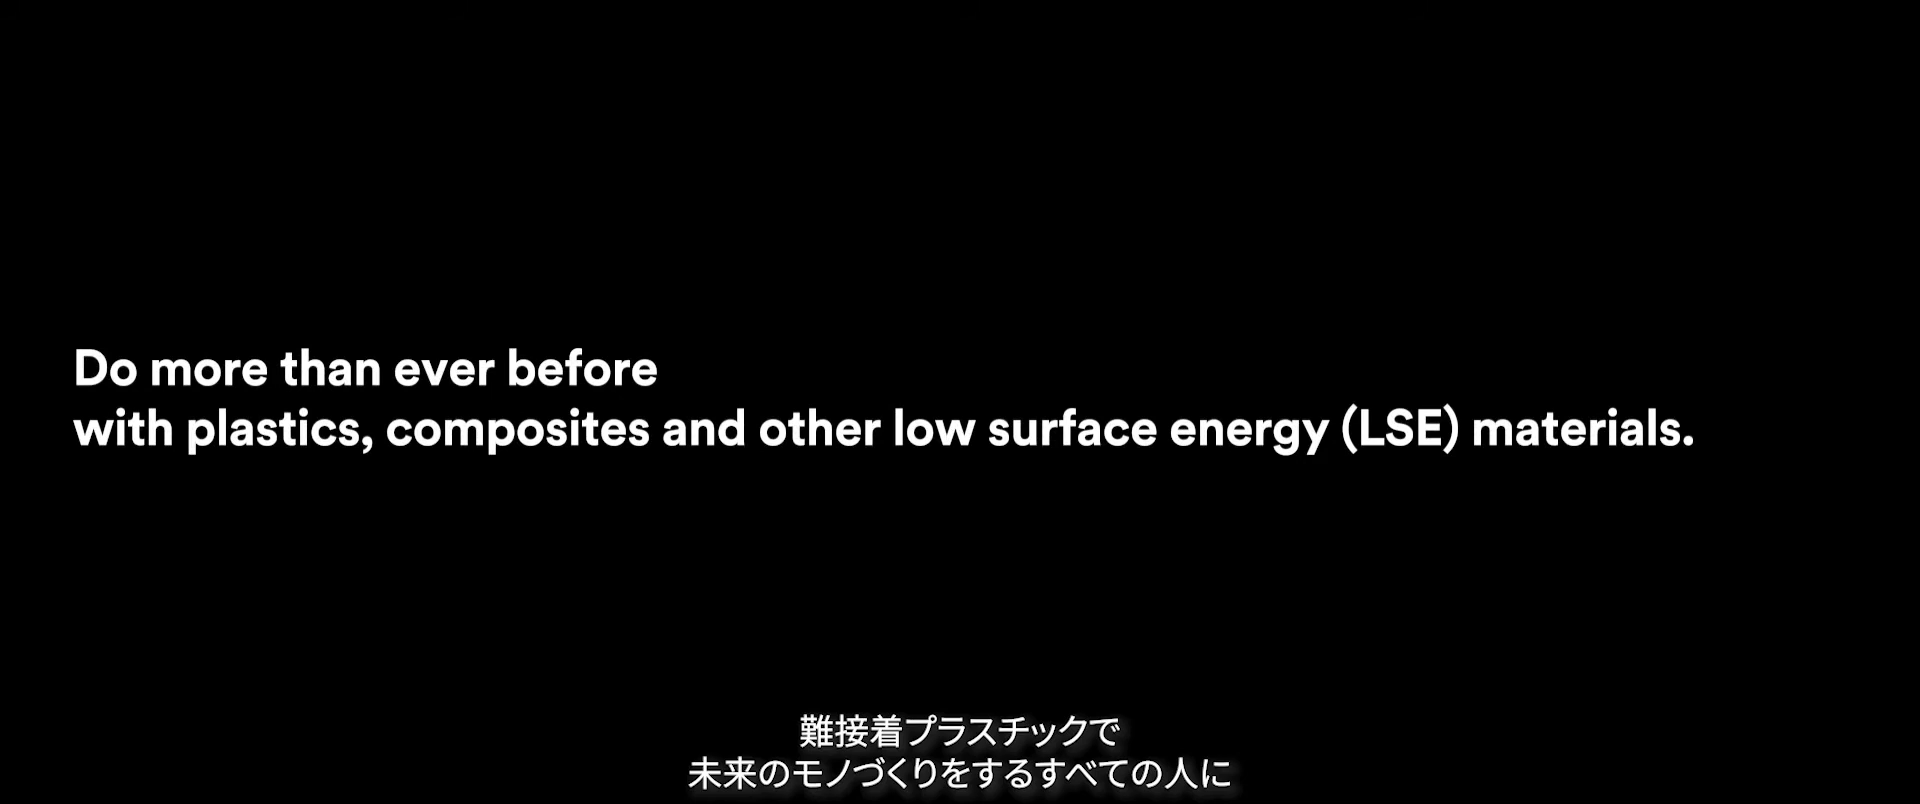 Do more than ever before
with plastics, composites and other low surface energy (LSE) materials.
難接着プラスチックで
未来のモノづくりをするすべての人に